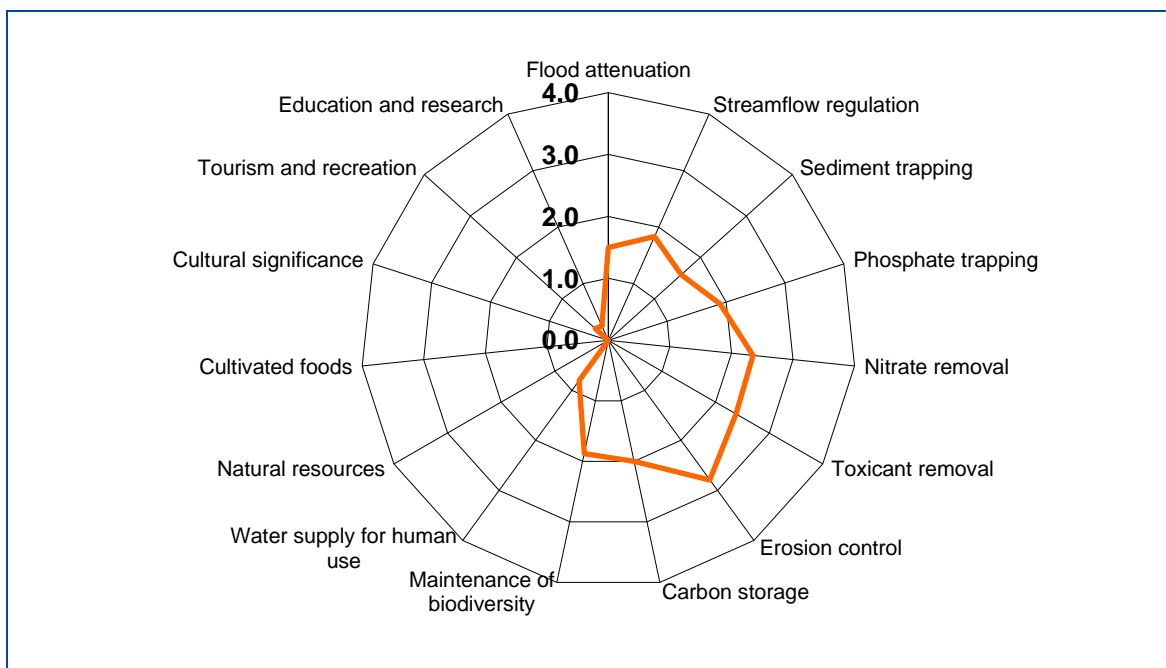 Flood attenuation
4.0
Education and research
Streamflow regulation
3.0
Tourism and recreation
Sediment trapping
2.0
Cultural significance
Phosphate trapping
1.0
0.0
Cultivated foods
Nitrate removal
Natural resources
Toxicant removal
Water supply for human
use
Erosion control
Maintenance of
biodiversity
Carbon storage